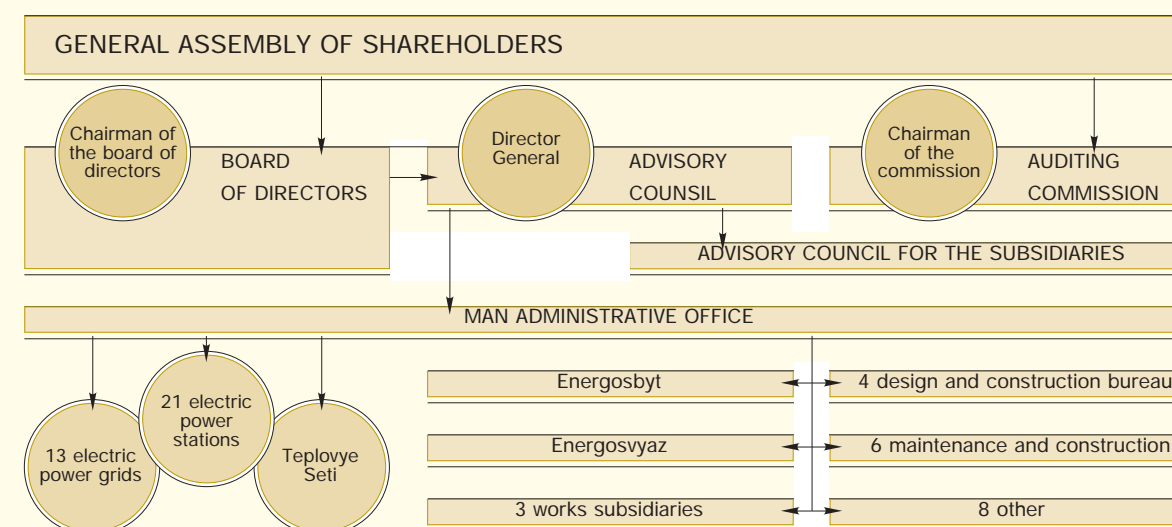 GENERAL ASSEMBLY OF SHAREHOLDERS
Chairman of
the board of
directors
BOARD
OF DIRECTORS
Director
General
ADVISORY
COUNSIL
Chairman
of the
commission
AUDITING
COMMISSION
ADVISORY COUNCIL FOR THE SUBSIDIARIES
MAN ADMINISTRATIVE OFFICE
13 electric
power grids
21 electric
power
stations
Teplovye
Seti
Energosbyt
4 design and construction bureau
Energosvyaz
6 maintenance and construction
3 works subsidiaries
8 other